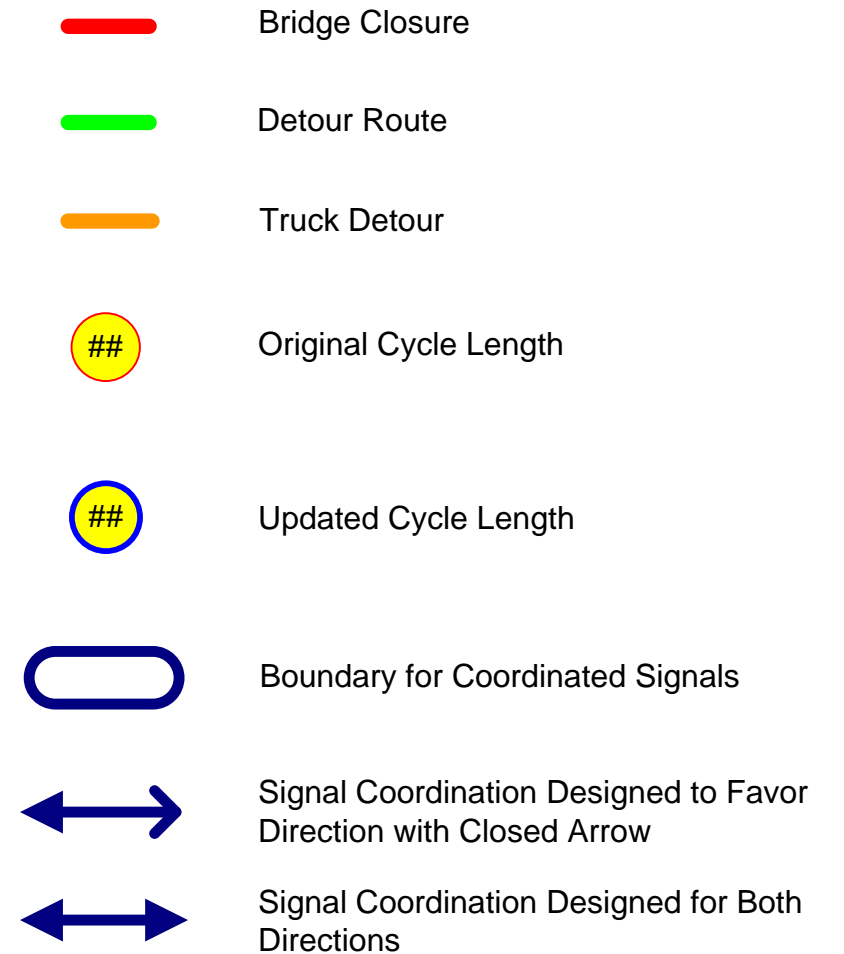 Bridge Closure
Detour Route
Truck Detour
## Original Cycle Length
## Updated Cycle Length
Boundary for Coordinated Signals
Signal Coordination Designed to Favor
Direction with Closed Arrow
Signal Coordination Designed for Both
Directions